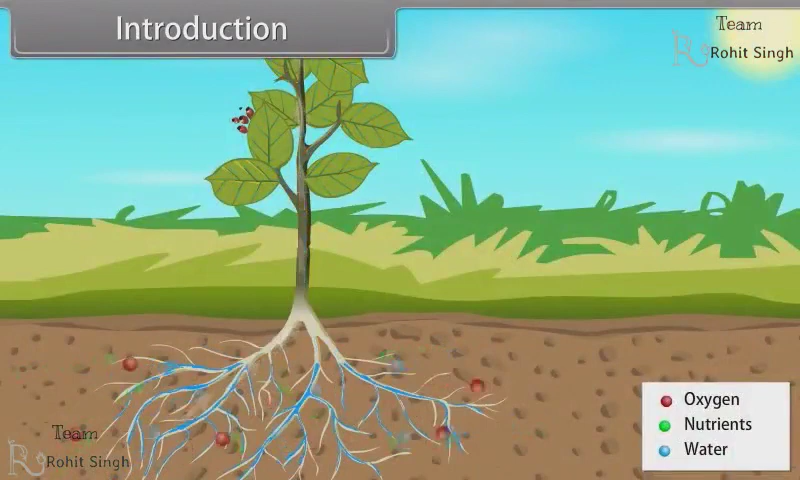 Introduction
Team
Rohit Singh
Oxygen
Nutrients
Water
Team
Rohit Singh